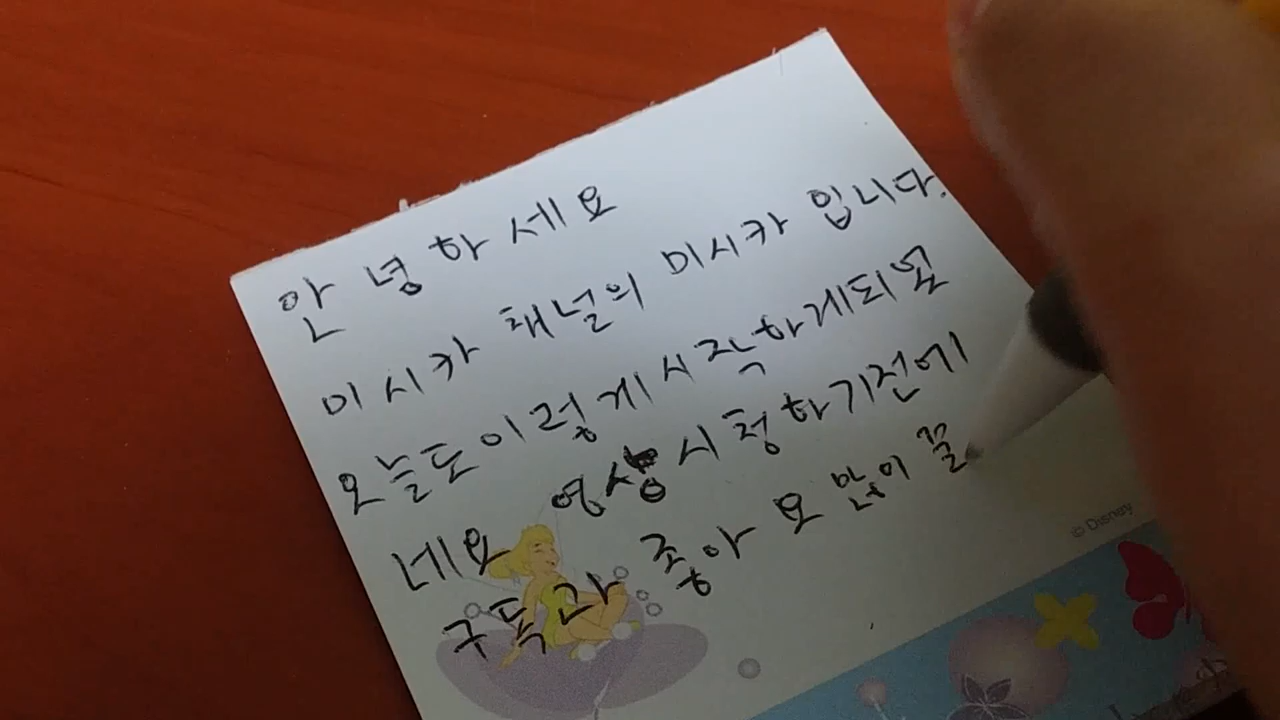 안녕하세요
미시카 채널의 미시카 입니다.
오늘도 이렇게 시작하게되
네요 영상 시청하기전에
구독과 좋아요 많이 꾿
© Disney